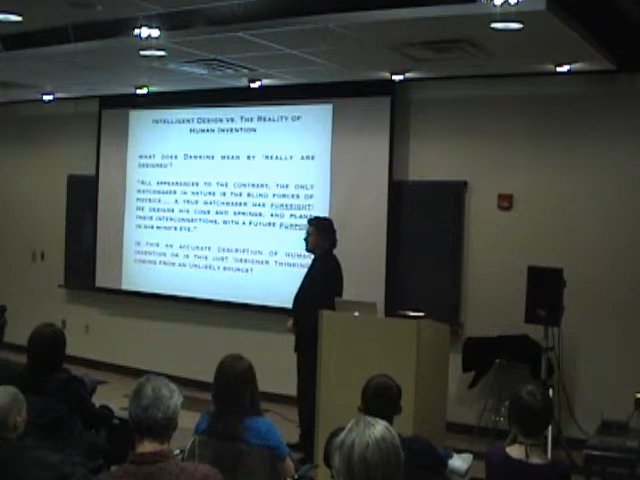 INTELLIGENT DESIGN VS. THE REALITY OF
HUMAN INVENTION
WHAT DOES DAWKINS MEAN BY 'REALLY ARE
DESIGNED'?
"ALL APPEARANCES TO THE CONTRARY, THE ONLY
WATCHMAKER IN NATURE IS THE BLIND FORCES OF
PHYSICS ... A TRUE WATCHMAKER HAS FORESIGHT:
HE DESIGNS HIS COGS AND SPRINGS, AND PLANS
THEIR INTERCONNECTIONS, WITH A FUTURE PURPOS
IN HIS MIND'S EYE."
IS THIS AN ACCURATE DESCRIPTION OF HUMAN
INVENTION OR IS THIS JUST 'DESIGNER THINKING'
COMING FROM AN UNLIKELY SOURCE?